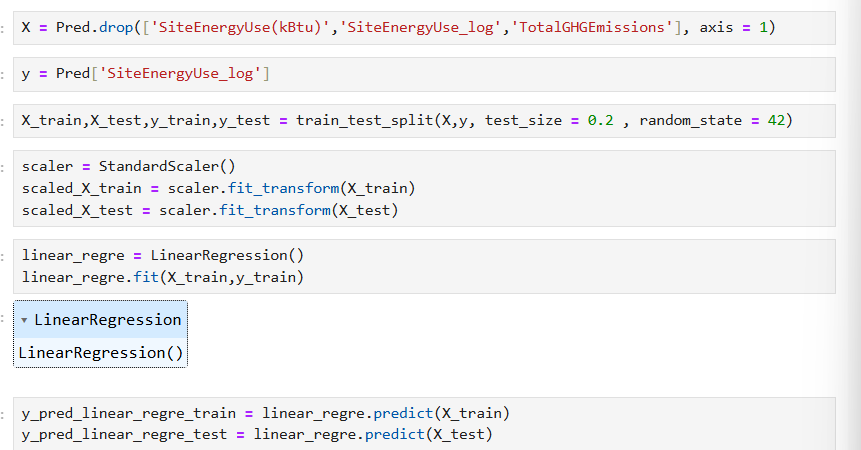 X = Pred.drop(['SiteEnergyUse(kBtu)','SiteEnergyUse_log','TotalGHGEmissions'], axis = 1)
y = Pred['SiteEnergyUse_log']
X_train,X_test,y_train,y_test = train_test_split(X,y, test_size = 0.2 , random_state = 42)
scaler = StandardScaler()
scaled_X_train = scaler.fit_transform(X_train)
scaled_X_test = scaler.fit_transform(X_test)
linear_regre = LinearRegression()
linear_regre.fit(X_train,y_train)
▾ LinearRegression
LinearRegression()
y_pred_linear_regre_train = linear_regre.predict(X_train)
y_pred_linear_regre_test = linear_regre.predict(X_test)